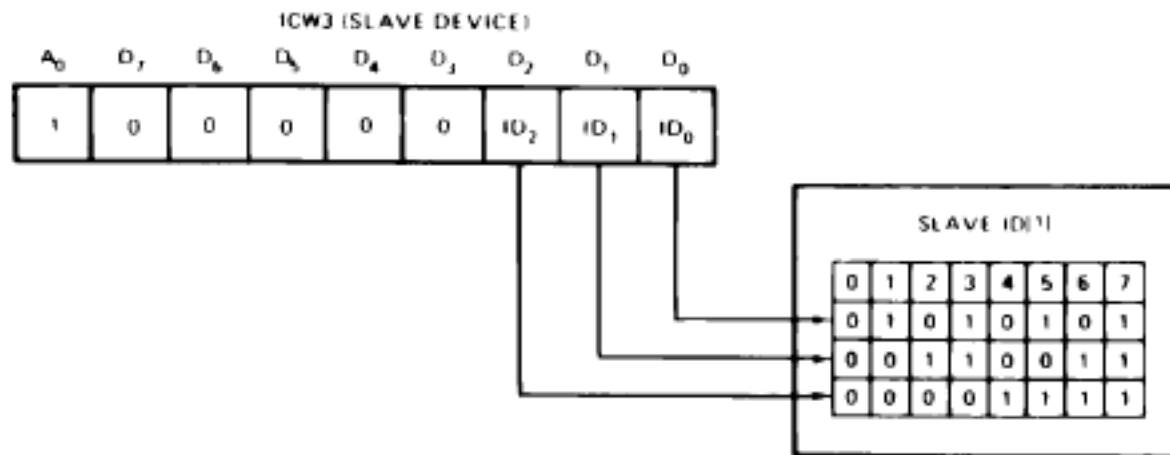 ICW3 (SLAVE DEVICE)
A0 D7 D6 D5 D4 D3 D2 D1 D0
1 0 0 0 0 0 ID2 ID1 ID0
SLAVE ID[1]
0 1 2 3 4 5 6 7
0 1 0 1 0 1 0 1
0 0 1 1 0 0 1 1
0 0 0 0 1 1 1 1